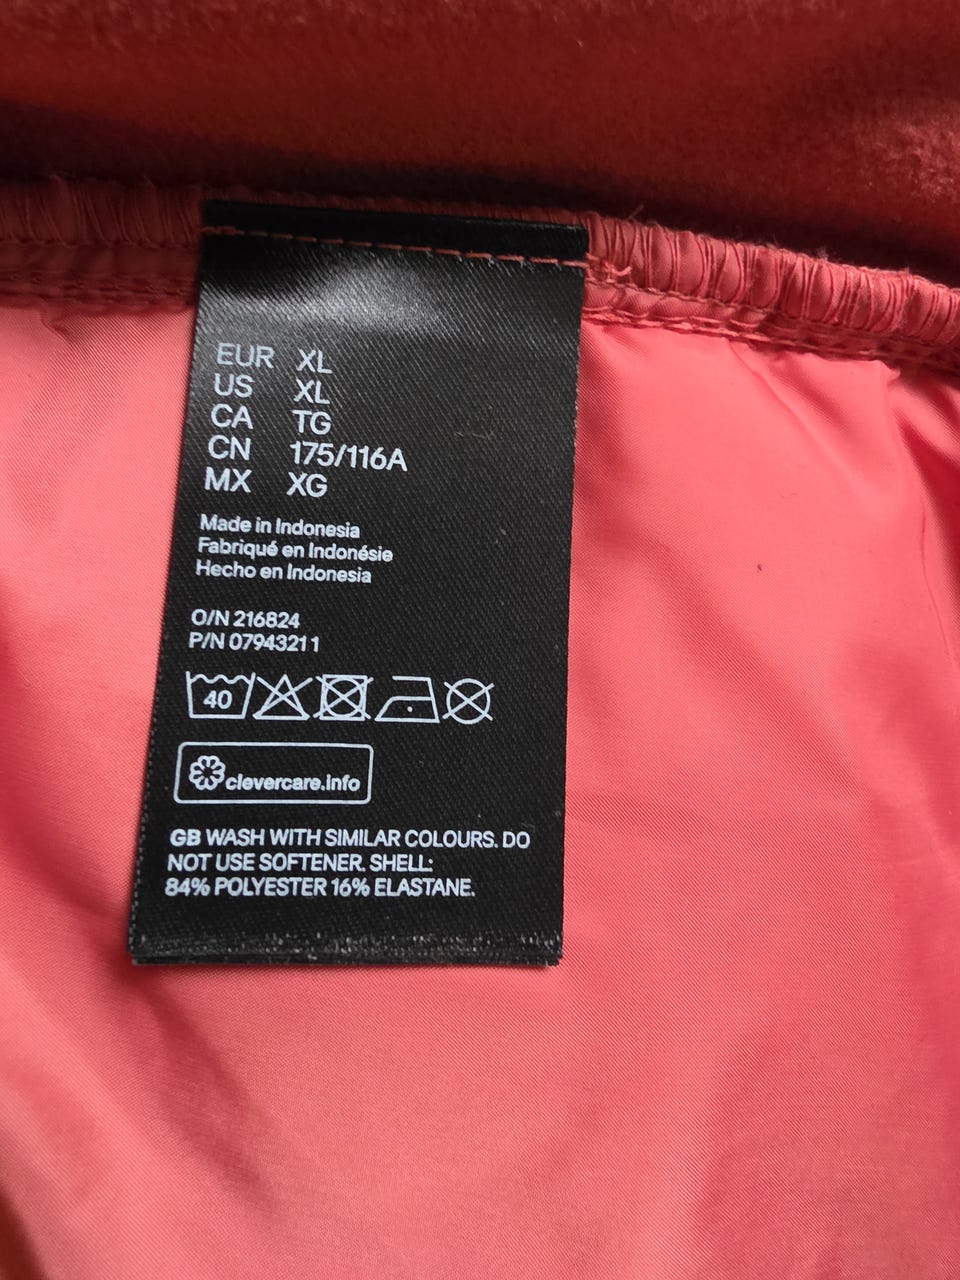 EUR XL
US XL
CA TG
CN 175/116A
MX XG
Made in Indonesia
Fabriqué en Indonésie
Hecho en Indonesia
O/N 216824
P/N 07943211
40
clevercare.info
GB WASH WITH SIMILAR COLOURS. DO
NOT USE SOFTENER. SHELL:
84% POLYESTER 16% ELASTANE.